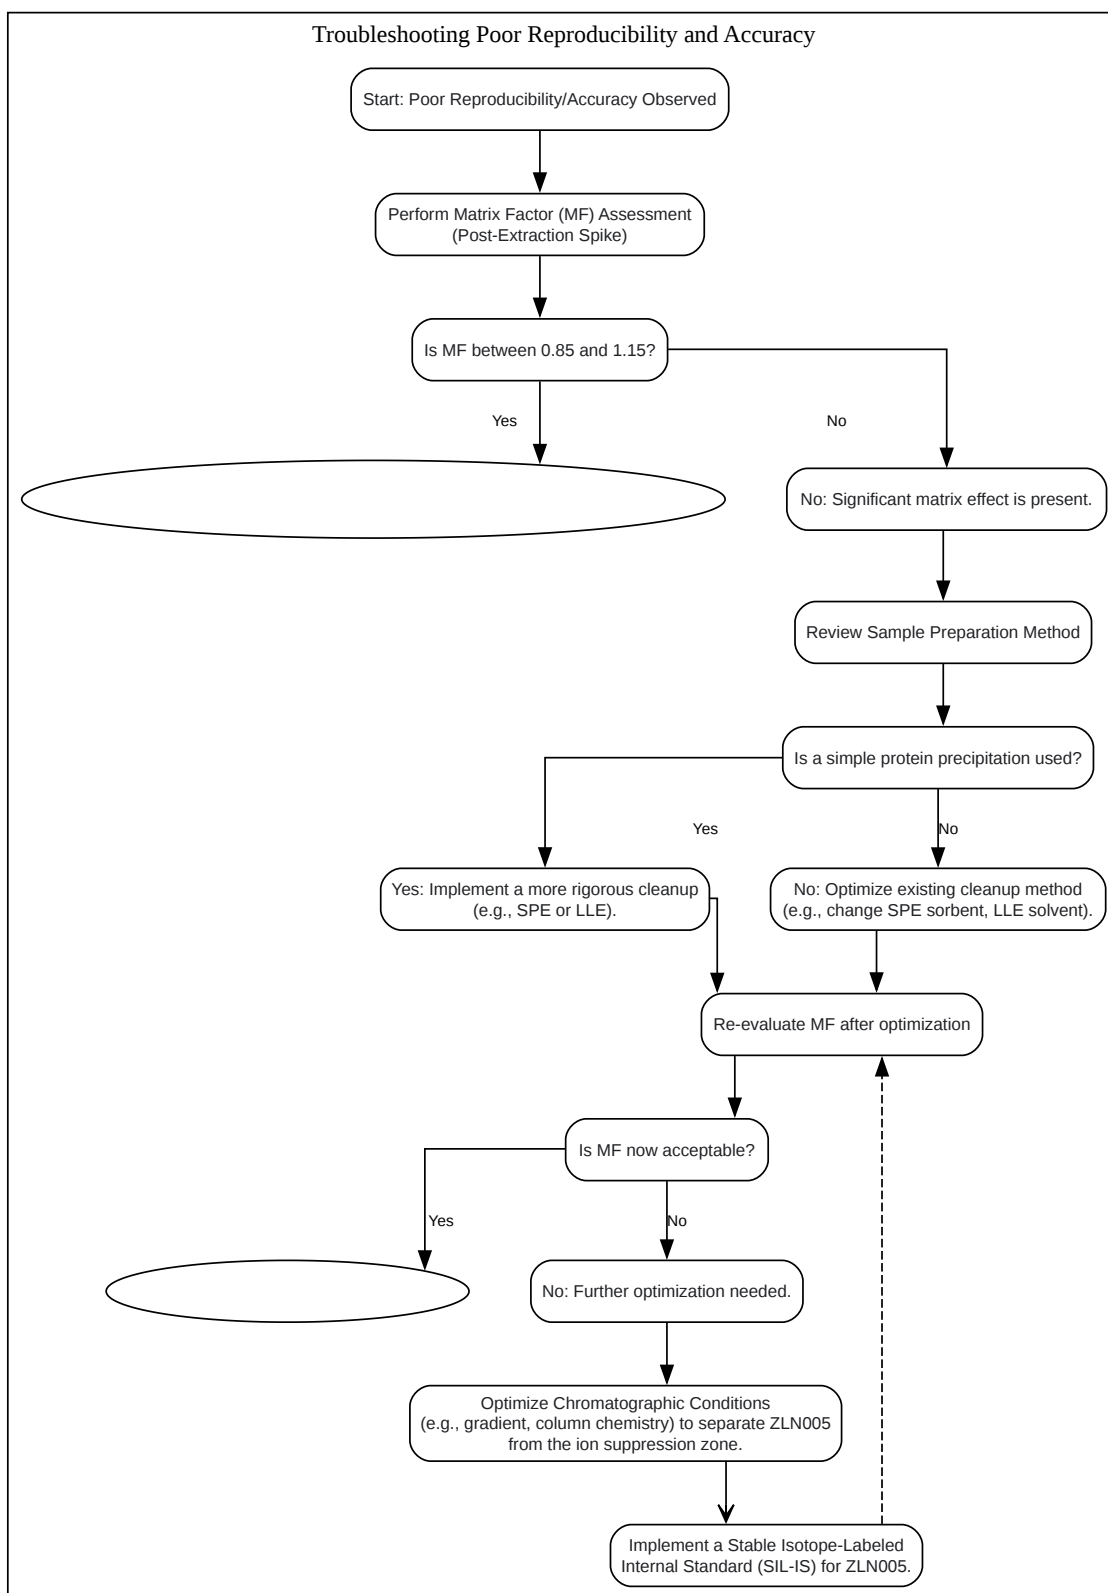 Troubleshooting Poor Reproducibility and Accuracy
Start: Poor Reproducibility/Accuracy Observed
Perform Matrix Factor (MF) Assessment
(Post-Extraction Spike)
Is MF between 0.85 and 1.15?
Yes
No
No: Significant matrix effect is present.
Review Sample Preparation Method
Is a simple protein precipitation used?
Yes
No
Yes: Implement a more rigorous cleanup
(e.g., SPE or LLE).
No: Optimize existing cleanup method
(e.g., change SPE sorbent, LLE solvent).
Re-evaluate MF after optimization
Is MF now acceptable?
Yes
No
No: Further optimization needed.
Optimize Chromatographic Conditions
(e.g., gradient, column chemistry) to separate ZLN005
from the ion suppression zone.
Implement a Stable Isotope-Labeled
Internal Standard (SIL-IS) for ZLN005.